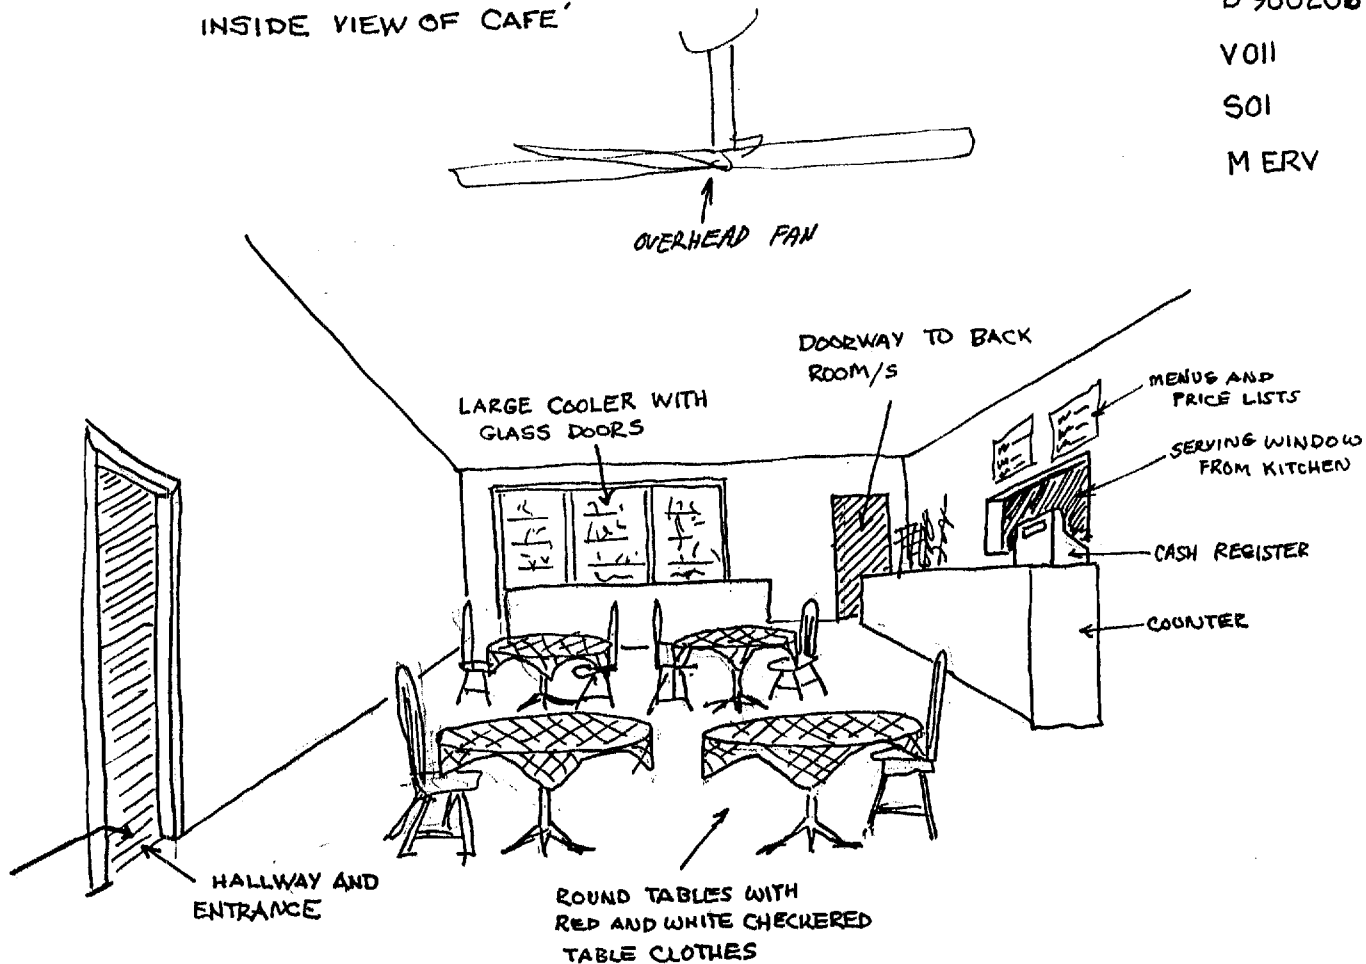 INSIDE VIEW OF CAFE'
V011
S01
M ERV
OVERHEAD FAN
DOORWAY TO BACK
ROOM/S
LARGE COOLER WITH
GLASS DOORS
MENUS AND
PRICE LISTS
SERVING WINDOW
FROM KITCHEN
CASH REGISTER
COUNTER
HALLWAY AND
ENTRANCE
ROUND TABLES WITH
RED AND WHITE CHECKERED
TABLE CLOTHES